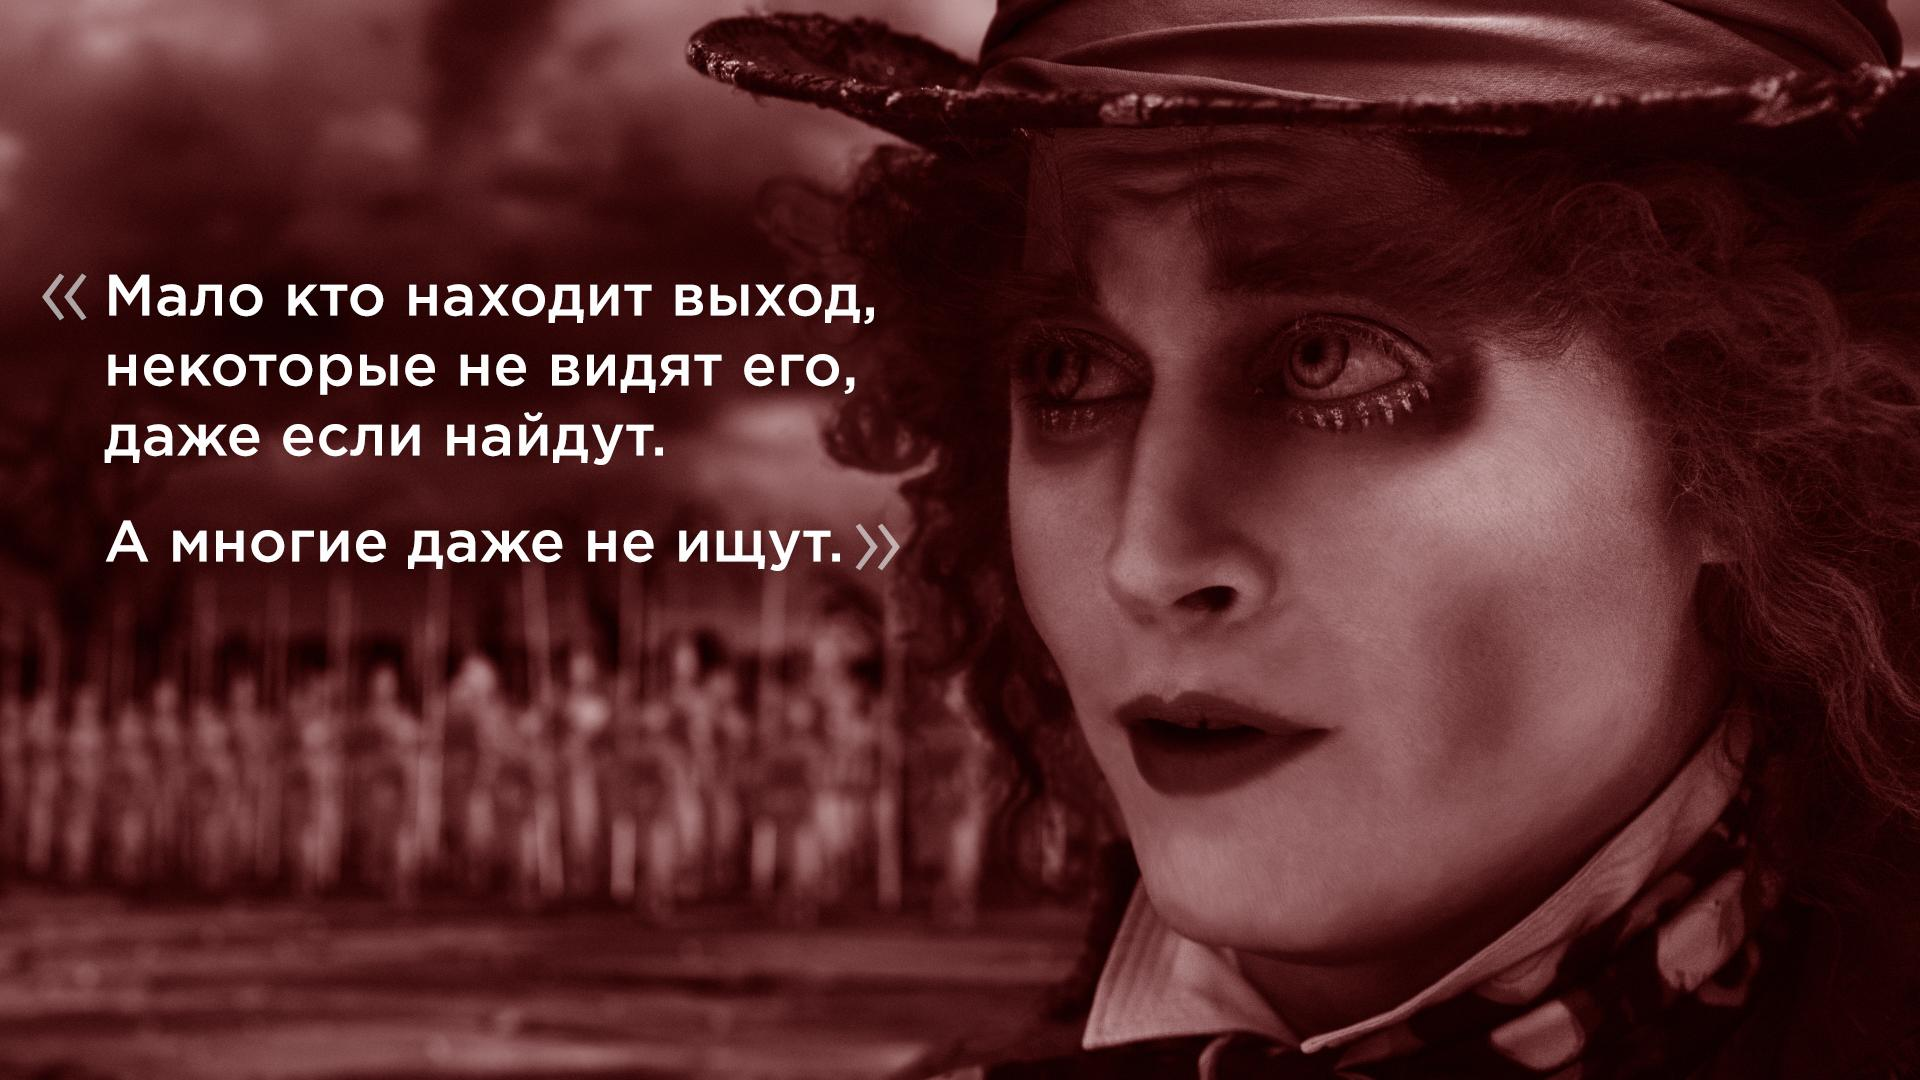 « Мало кто находит выход,
некоторые не видят его,
даже если найдут.
А многие даже не ищут. »